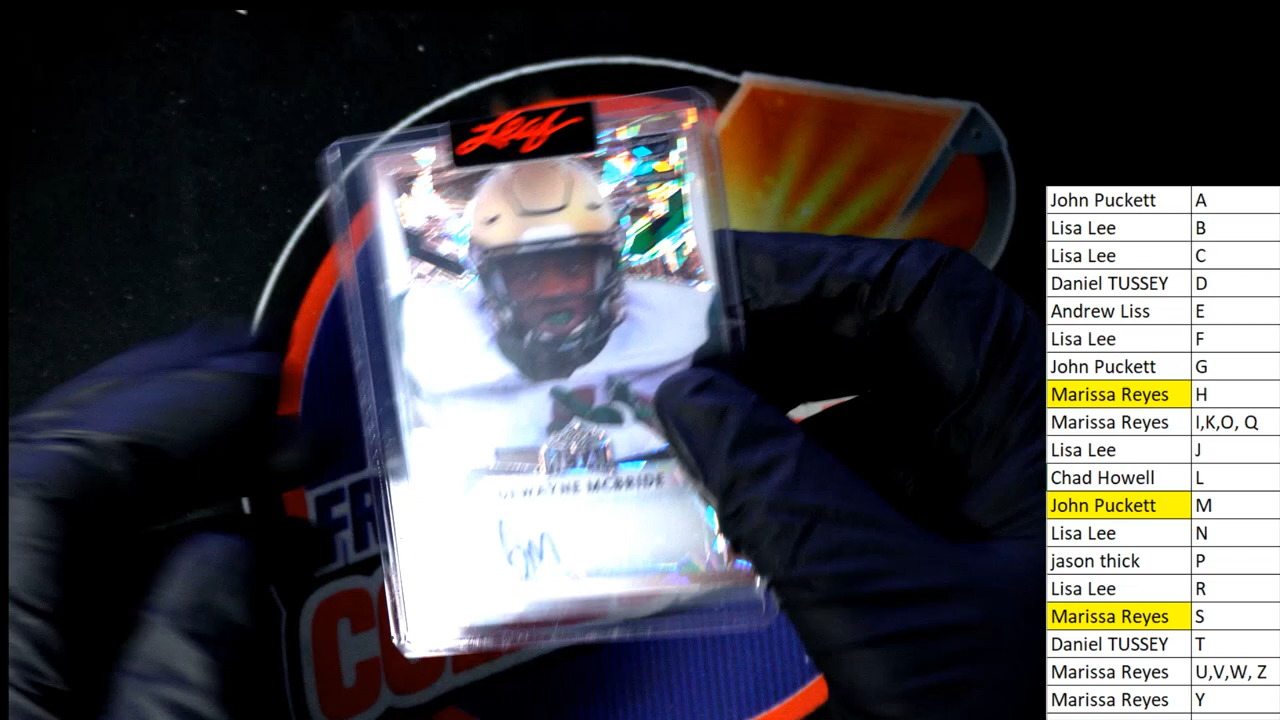 Leaf
DEWAYNE MCBRIDE
FR
CO
John Puckett A
Lisa Lee B
Lisa Lee C
Daniel TUSSEY D
Andrew Liss E
Lisa Lee F
John Puckett G
Marissa Reyes H
Marissa Reyes I,K,O, Q
Lisa Lee J
Chad Howell L
John Puckett M
Lisa Lee N
jason thick P
Lisa Lee R
Marissa Reyes S
Daniel TUSSEY T
Marissa Reyes U,V,W, Z
Marissa Reyes Y